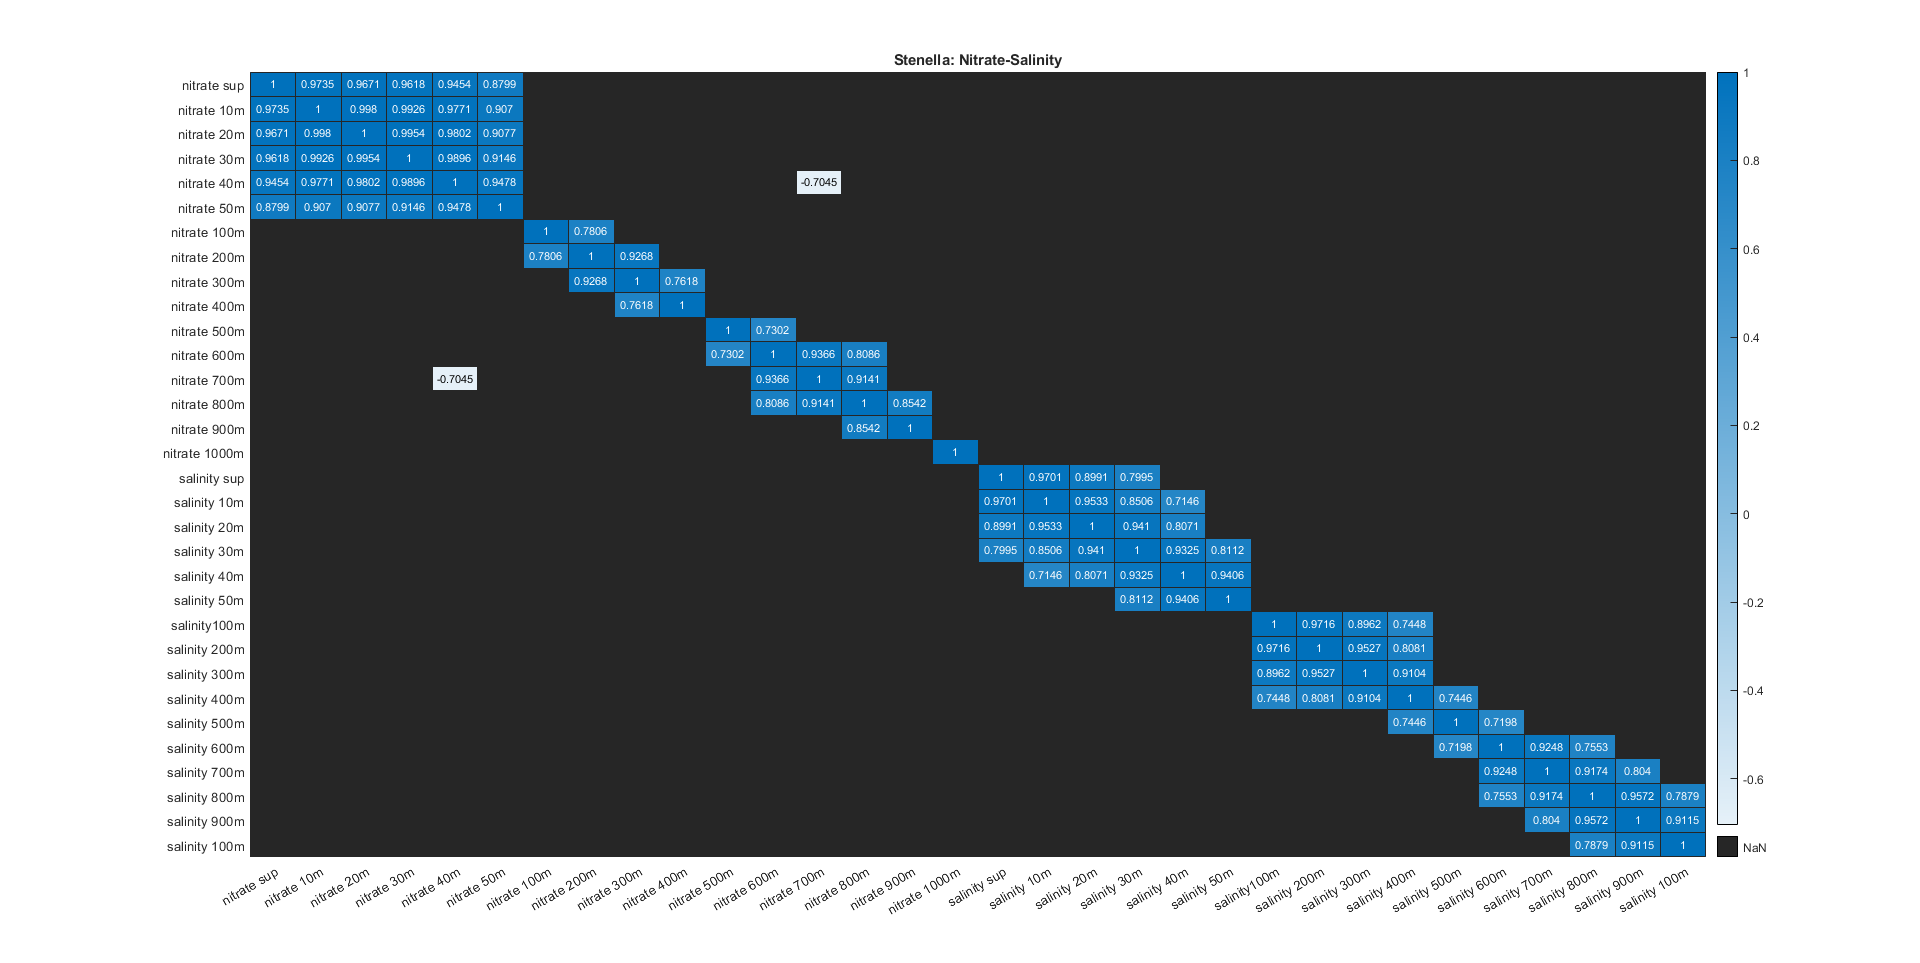 Stenella: Nitrate-Salinity
nitrate sup 1 0.9735 0.9671 0.9618 0.9454 0.8799
nitrate 10m 0.9735 1 0.998 0.9926 0.9771 0.907
nitrate 20m 0.9671 0.998 1 0.9954 0.9802 0.9077
nitrate 30m 0.9618 0.9926 0.9954 1 0.9896 0.9146
nitrate 40m 0.9454 0.9771 0.9802 0.9896 1 0.9478 -0.7045
nitrate 50m 0.8799 0.907 0.9077 0.9146 0.9478 1
nitrate 100m 1 0.7806
nitrate 200m 0.7806 1 0.9268
nitrate 300m 0.9268 1 0.7618
nitrate 400m 0.7618 1
nitrate 500m 1 0.7302
nitrate 600m 0.7302 1 0.9366 0.8086
nitrate 700m -0.7045 0.9366 1 0.9141
nitrate 800m 0.8086 0.9141 1 0.8542
nitrate 900m 0.8542 1
nitrate 1000m 1
salinity sup 1 0.9701 0.8991 0.7995
salinity 10m 0.9701 1 0.9533 0.8506 0.7146
salinity 20m 0.8991 0.9533 1 0.941 0.8071
salinity 30m 0.7995 0.8506 0.941 1 0.9325 0.8112
salinity 40m 0.7146 0.8071 0.9325 1 0.9406
salinity 50m 0.8112 0.9406 1
salinity100m 1 0.9716 0.8962 0.7448
salinity 200m 0.9716 1 0.9527 0.8081
salinity 300m 0.8962 0.9527 1 0.9104
salinity 400m 0.7448 0.8081 0.9104 1 0.7446
salinity 500m 0.7446 1 0.7198
salinity 600m 0.7198 1 0.9248 0.7553
salinity 700m 0.9248 1 0.9174 0.804
salinity 800m 0.7553 0.9174 1 0.9572 0.7879
salinity 900m 0.804 0.9572 1 0.9115
salinity 100m 0.7879 0.9115 1
nitrate sup nitrate 10m nitrate 20m nitrate 30m nitrate 40m nitrate 50m nitrate 100m nitrate 200m nitrate 300m nitrate 400m nitrate 500m nitrate 600m nitrate 700m nitrate 800m nitrate 900m nitrate 1000m salinity sup salinity 10m salinity 20m salinity 30m salinity 40m salinity 50m salinity100m salinity 200m salinity 300m salinity 400m salinity 500m salinity 600m salinity 700m salinity 800m salinity 900m salinity 100m
1
0.8
0.6
0.4
0.2
0
-0.2
-0.4
-0.6
NaN